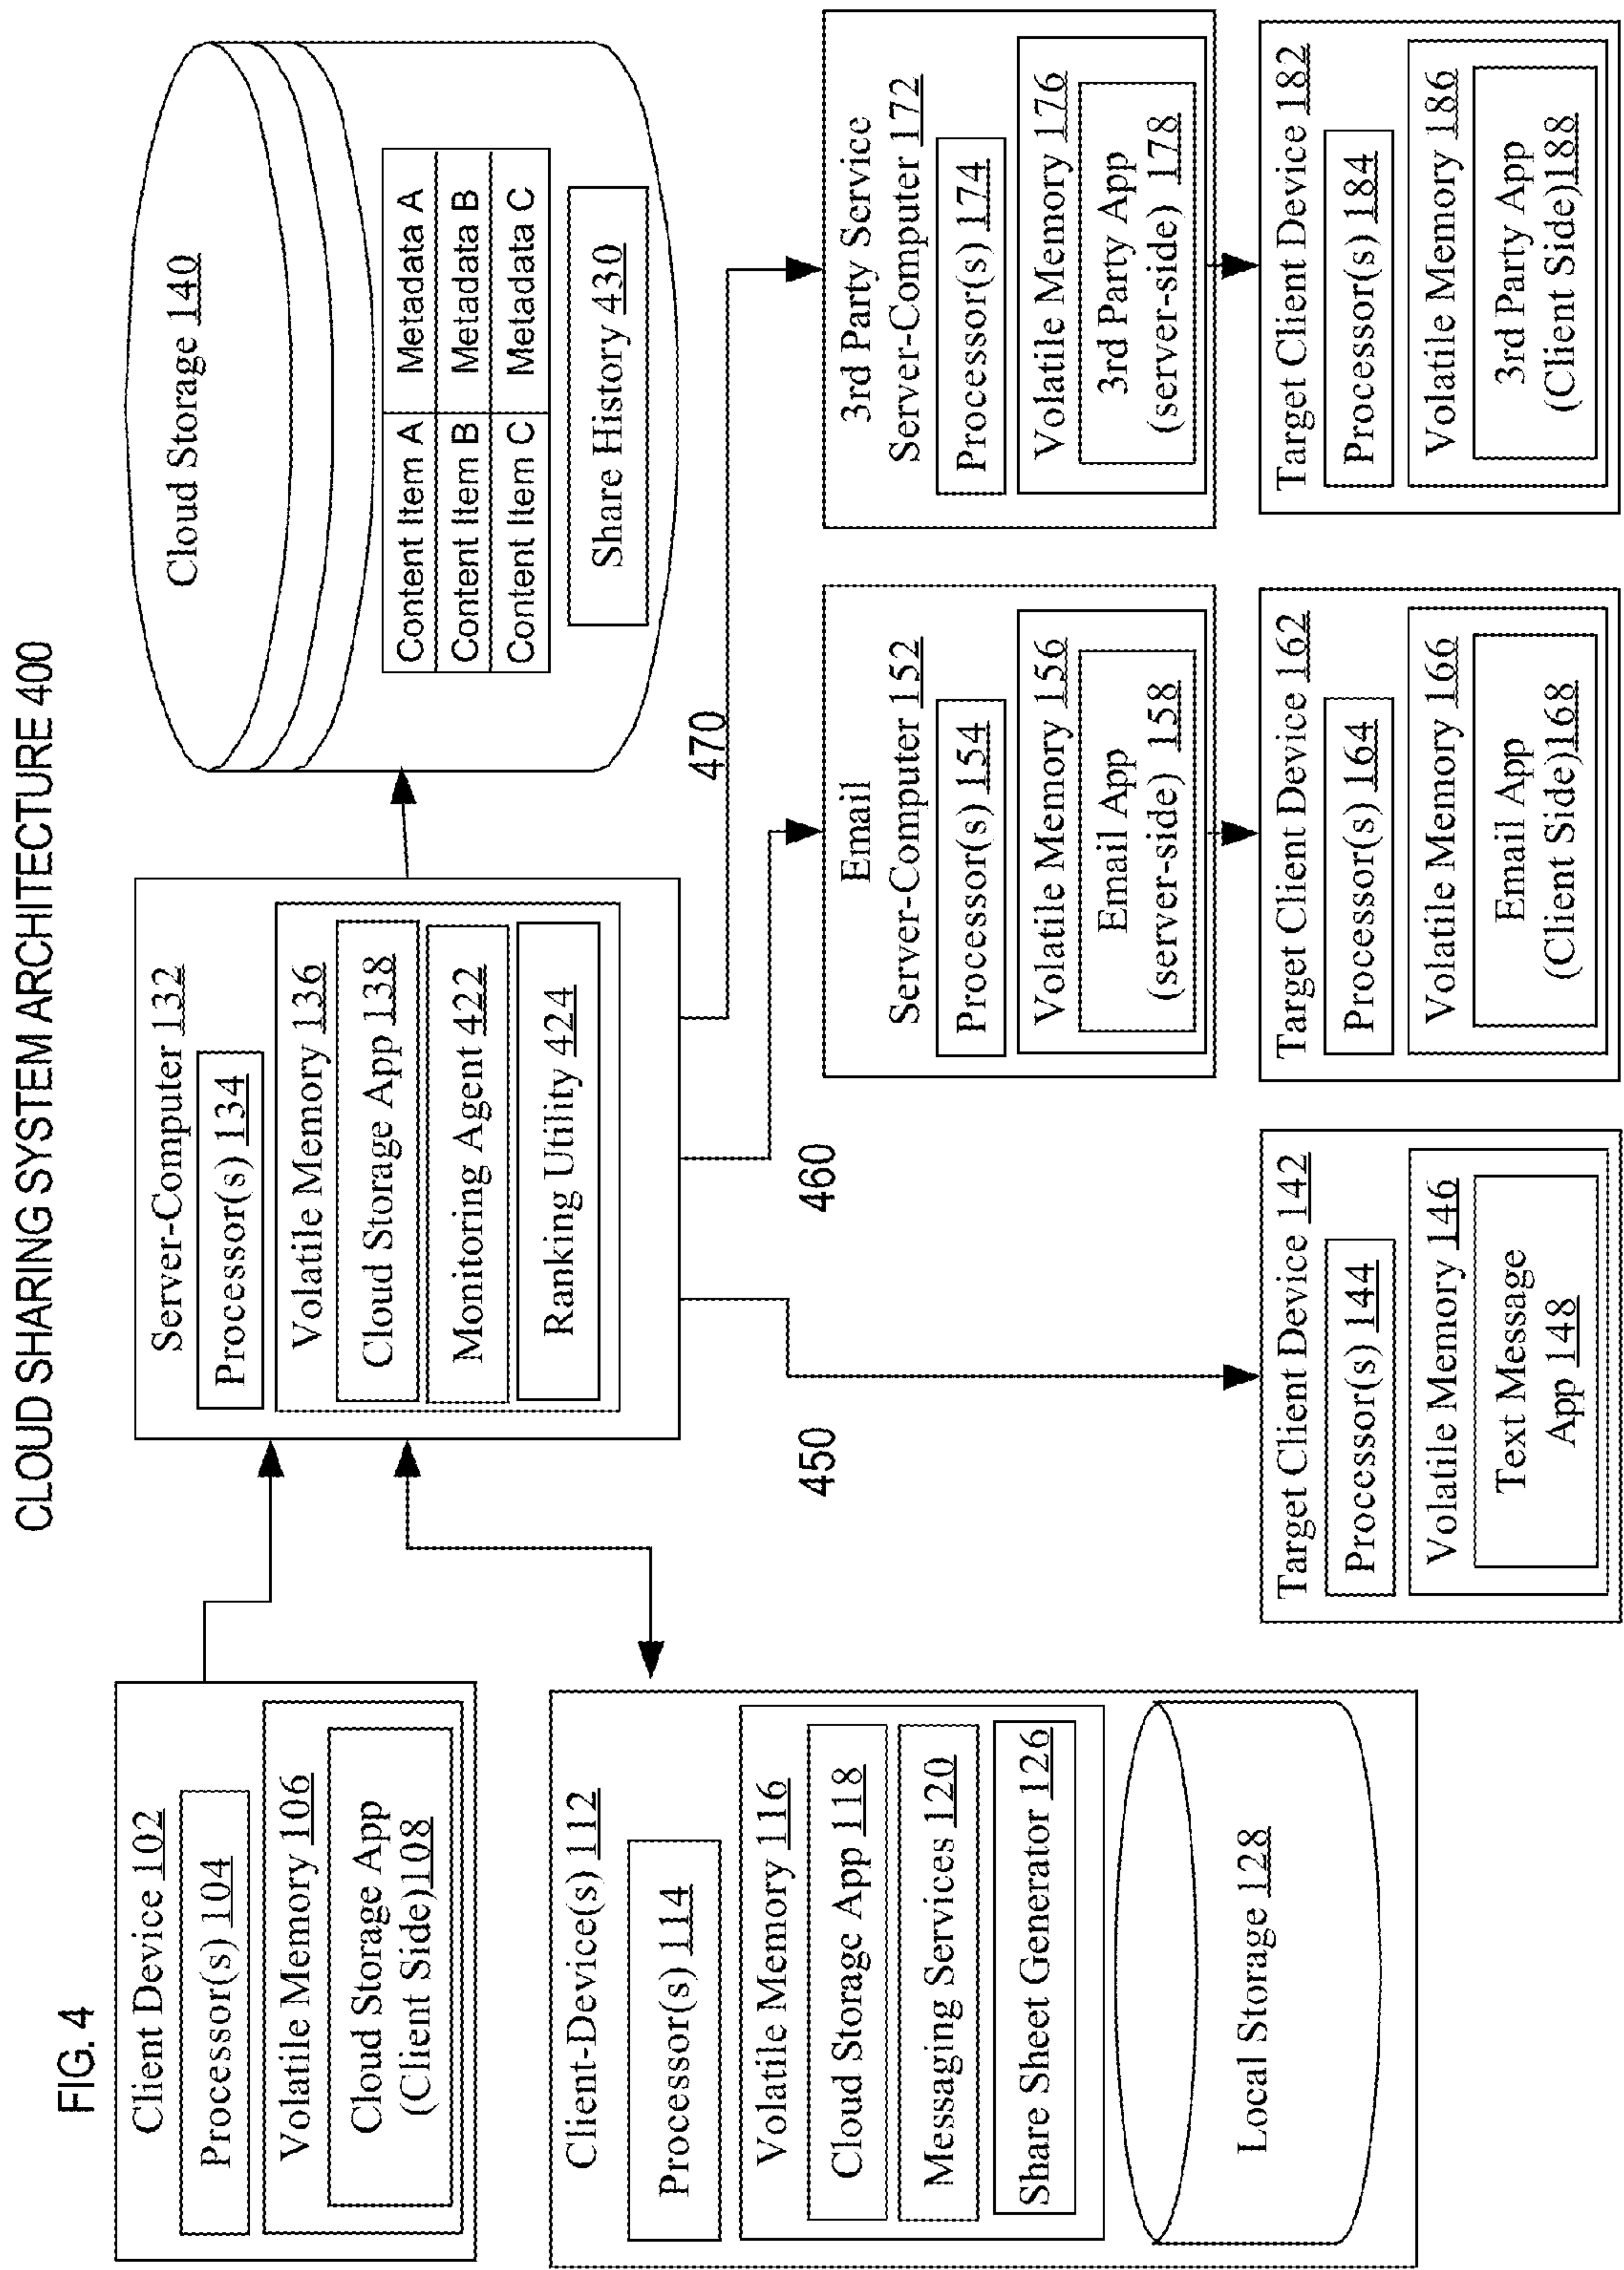 FIG. 4
CLOUD SHARING SYSTEM ARCHITECTURE 400
Client Device 102
Processor(s) 104
Volatile Memory 106
Cloud Storage App
(Client Side)108
Client-Device(s) 112
Processor(s) 114
Volatile Memory 116
Cloud Storage App 118
Messaging Services 120
Share Sheet Generator 126
Local Storage 128
Server-Computer 132
Processor(s) 134
Volatile Memory 136
Cloud Storage App 138
Monitoring Agent 422
Ranking Utility 424
Cloud Storage 140
Content Item A Metadata A
Content Item B Metadata B
Content Item C Metadata C
Share History 430
450
460
470
Target Client Device 142
Processor(s) 144
Volatile Memory 146
Text Message
App 148
Email
Server-Computer 152
Processor(s) 154
Volatile Memory 156
Email App
(server-side) 158
Target Client Device 162
Processor(s) 164
Volatile Memory 166
Email App
(Client Side)168
3rd Party Service
Server-Computer 172
Processor(s) 174
Volatile Memory 176
3rd Party App
(server-side) 178
Target Client Device 182
Processor(s) 184
Volatile Memory 186
3rd Party App
(Client Side)188